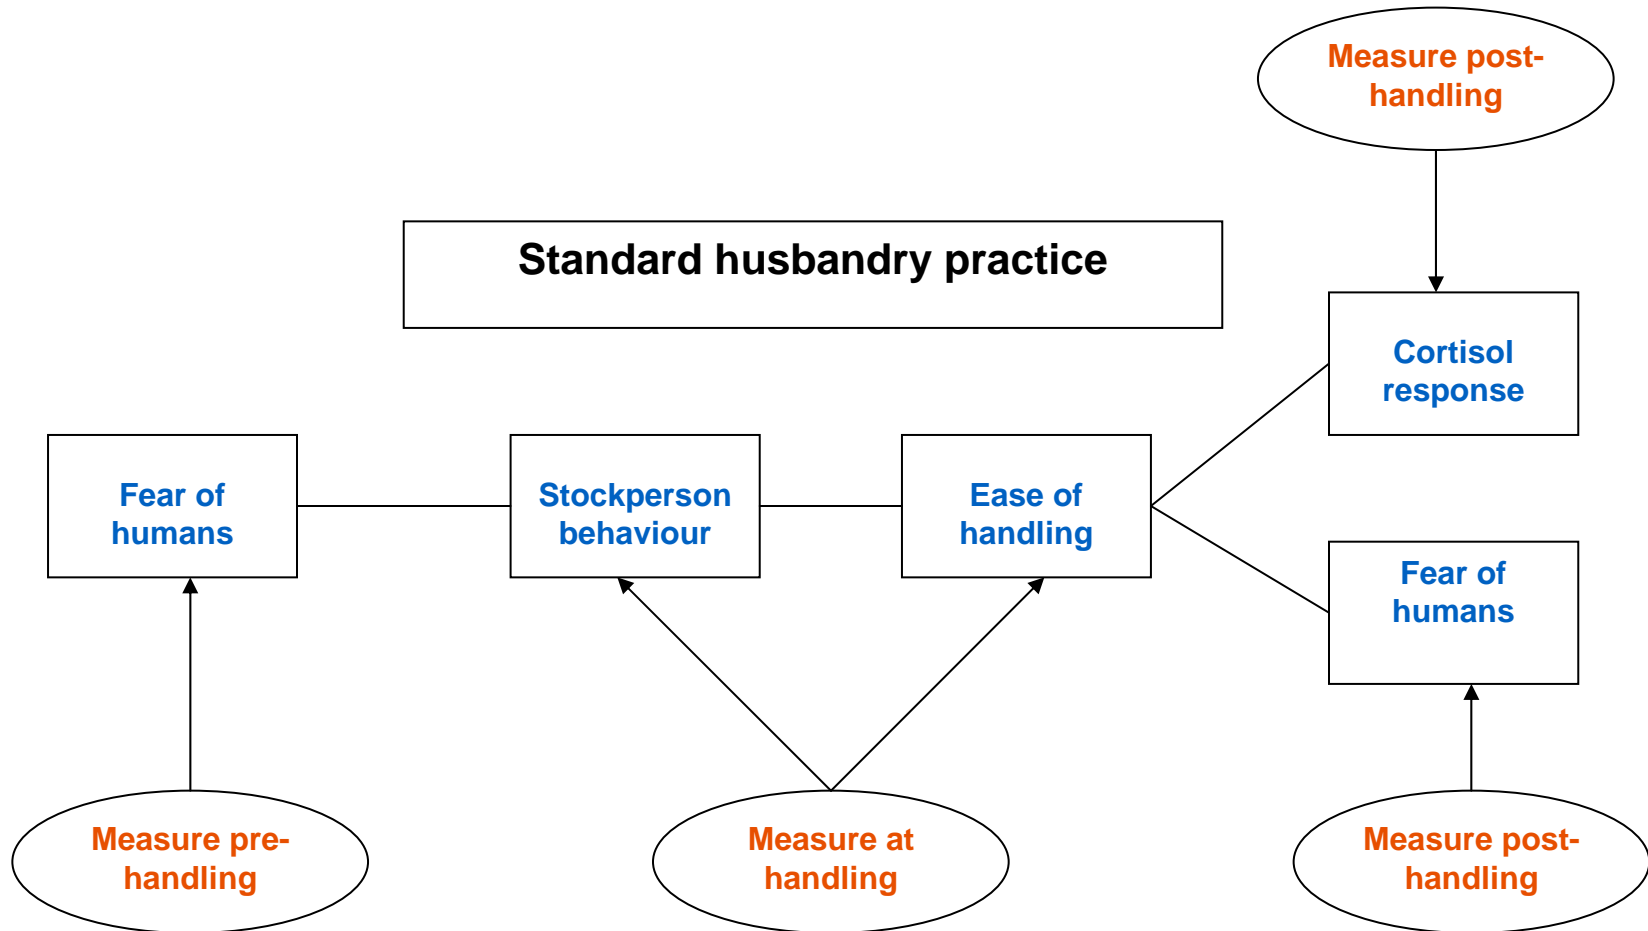 Measure post-
handling
Standard husbandry practice
Cortisol
response
Fear of
humans
Stockperson
behaviour
Ease of
handling
Fear of
humans
Measure pre-
handling
Measure at
handling
Measure post-
handling